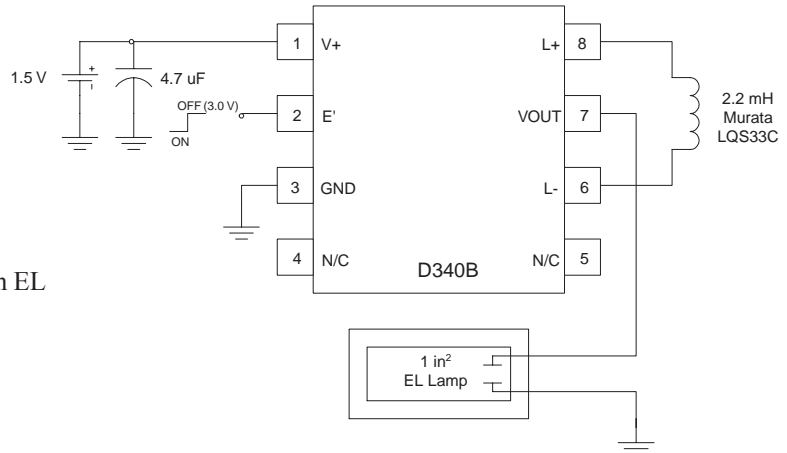 1.5 V
+
-
4.7 uF
OFF (3.0 V)
ON
1
V+
2
E'
3
GND
4
N/C
L+
8
VOUT
7
L-
6
N/C
5
D340B
2.2 mH
Murata
LQS33C
n EL
1 in²
EL Lamp